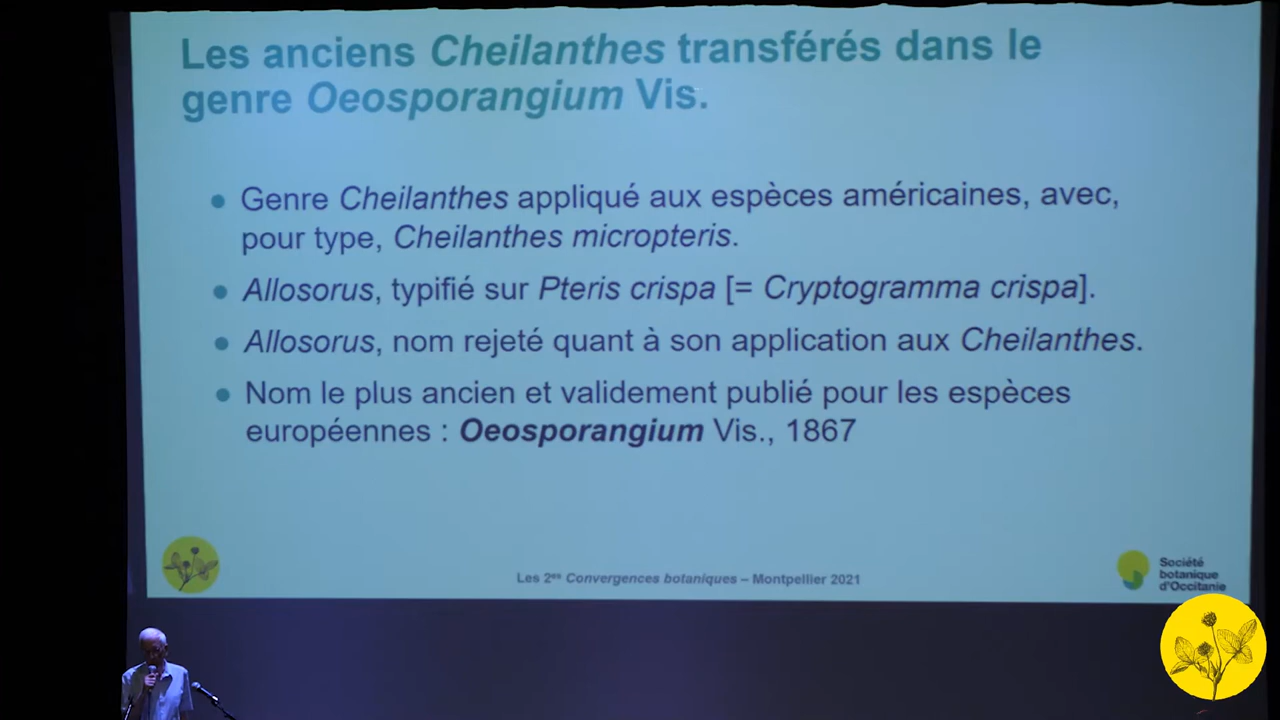 Les anciens Cheilanthes transférés dans le
genre Oeosporangium Vis.
Genre Cheilanthes appliqué aux espèces américaines, avec,
pour type, Cheilanthes micropteris.
Allosorus, typifié sur Pteris crispa [= Cryptogramma crispa].
Allosorus, nom rejeté quant à son application aux Cheilanthes.
Nom le plus ancien et validement publié pour les espèces
européennes : Oeosporangium Vis., 1867
Les 2es Convergences botaniques – Montpellier 2021
Société
botanique
d'Occitanie